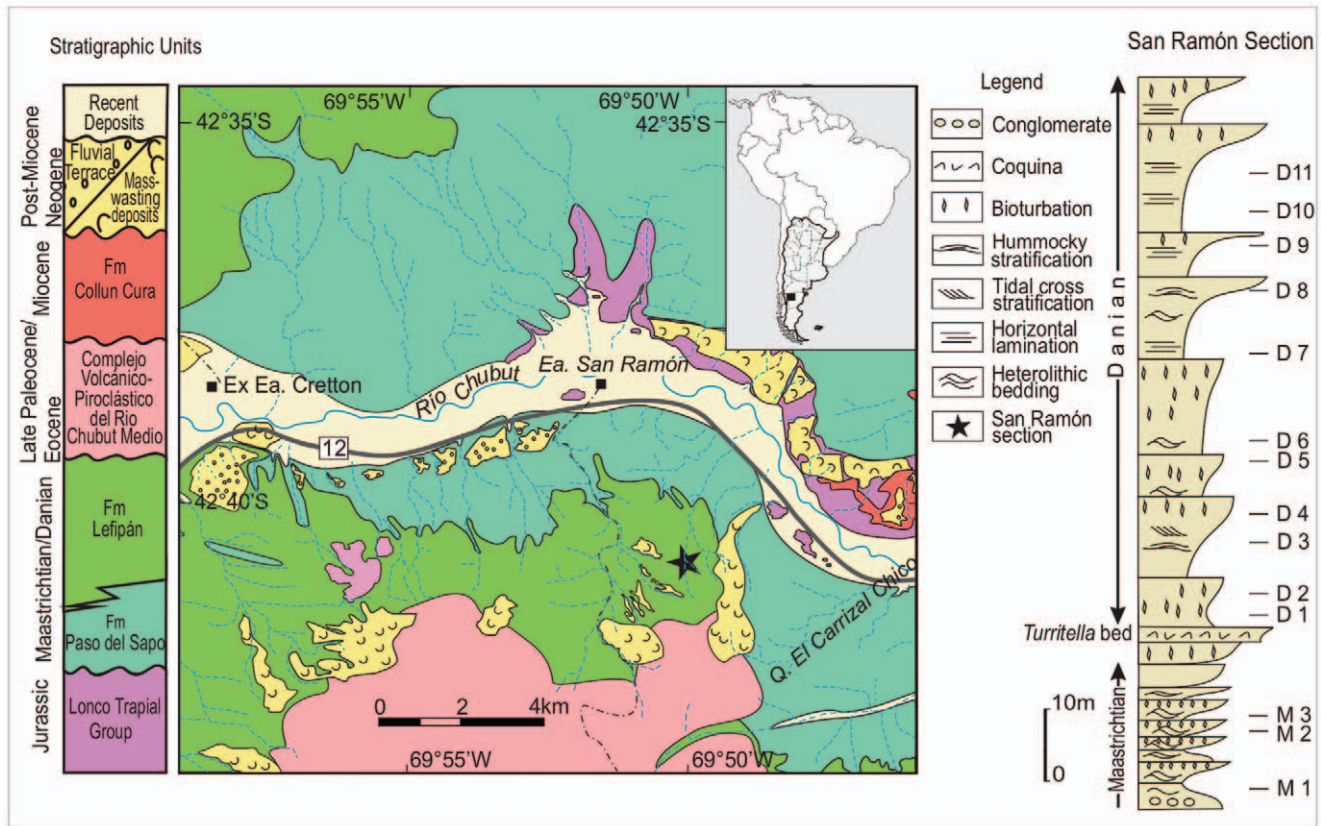 Stratigraphic Units
Recent
Deposits
Fluvial
Terrace
Mass-
wasting
deposits
Fm
Collun Cura
Complejo
Volcánico-
Piroclástico
del Rio
Chubut Medio
Fm
Lefipán
Fm
Paso del Sapo
Lonco Trapial
Group
Post-Miocene
Neogene
Miocene
Late Paleocene/
Eocene
Maastrichtian/Danian
Jurassic
69°55'W
69°50'W
42°35'S
42°35'S
Ex Ea. Cretton
Río Chubut
Ea. San Ramón
12
42°40'S
Q. El Carrizal Chico
0 2 4km
69°55'W
69°50'W
Legend
Conglomerate
Coquina
Bioturbation
Hummocky
stratification
Tidal cross
stratification
Horizontal
lamination
Heterolithic
bedding
San Ramón
section
San Ramón Section
Danian
Turritella bed
Maastrichtian
10m
0
D11
D10
D 9
D 8
D 7
D 6
D 5
D 4
D 3
D 2
D 1
M 3
M 2
M 1